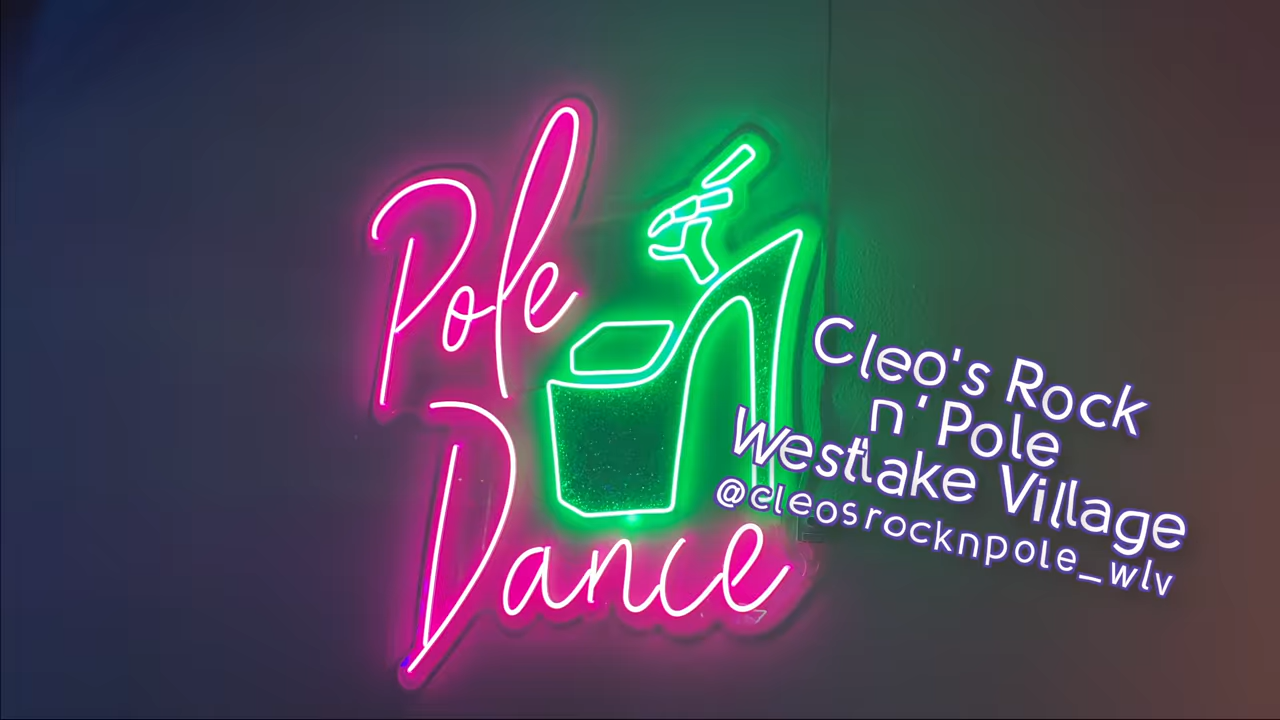 Pole
Dance
Cleo's Rock
n' Pole
Westlake Village
@cleosrocknpole_wlv